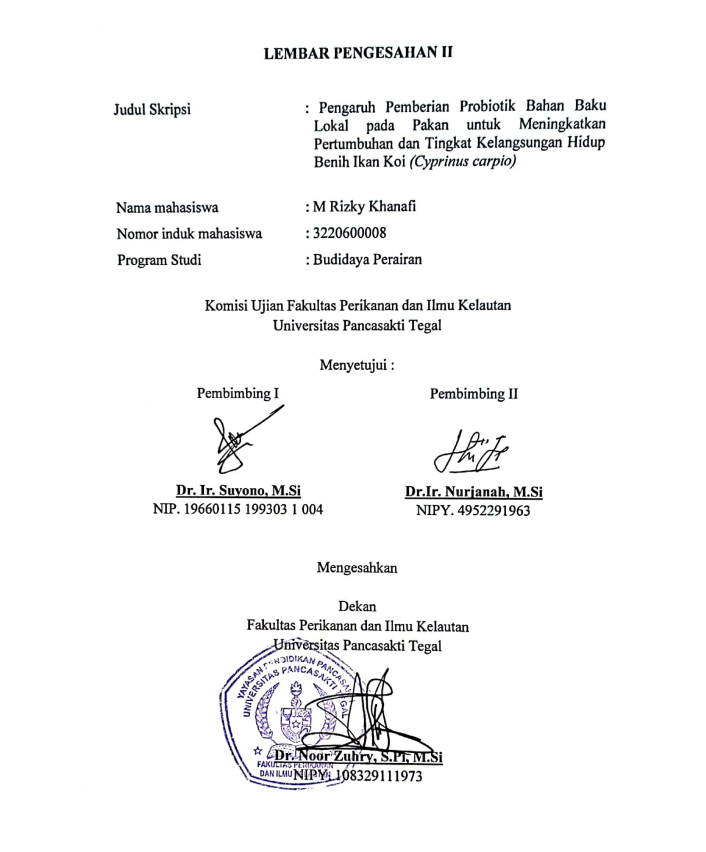 LEMBAR PENGESAHAN II
Judul Skripsi : Pengaruh Pemberian Probiotik Bahan Baku
Lokal pada Pakan untuk Meningkatkan
Pertumbuhan dan Tingkat Kelangsungan Hidup
Benih Ikan Koi (Cyprinus carpio)
Nama mahasiswa : M Rizky Khanafi
Nomor induk mahasiswa : 3220600008
Program Studi : Budidaya Perairan
Komisi Ujian Fakultas Perikanan dan Ilmu Kelautan
Universitas Pancasakti Tegal
Menyetujui :
Pembimbing I Pembimbing II
Dr. Ir. Suyono, M.Si Dr.Ir. Nurjanah, M.Si
NIP. 19660115 199303 1 004 NIPY. 4952291963
Mengesahkan
Dekan
Fakultas Perikanan dan Ilmu Kelautan
Universitas Pancasakti Tegal
YAYASAN PENDIDIKAN PANCASAKTI
UNIVERSITAS PANCASAKTI TEGAL
Dr. Noor Zuhry, S.Pi, M.Si
FAKULTAS PERIKANAN
DAN ILMU
NIPY. 108329111973